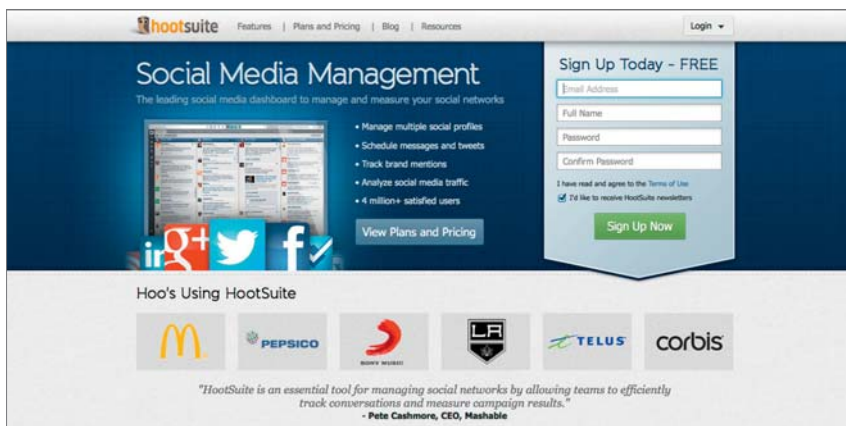 hootsuite Features | Plans and Pricing | Blog | Resources Login
Social Media Management
The leading social media dashboard to manage and measure your social networks
• Manage multiple social profiles
• Schedule messages and tweets
• Track brand mentions
• Analyze social media traffic
• 4 million+ satisfied users
View Plans and Pricing
in g+ f
Sign Up Today – FREE
Email Address
Full Name
Password
Confirm Password
I have read and agree to the Terms of Use
I'd like to receive HootSuite newsletters
Sign Up Now
Hoo's Using HootSuite
PEPSICO SONY MUSIC LA TELUS corbis
"HootSuite is an essential tool for managing social networks by allowing teams to efficiently
track conversations and measure campaign results."
- Pete Cashmore, CEO, Mashable